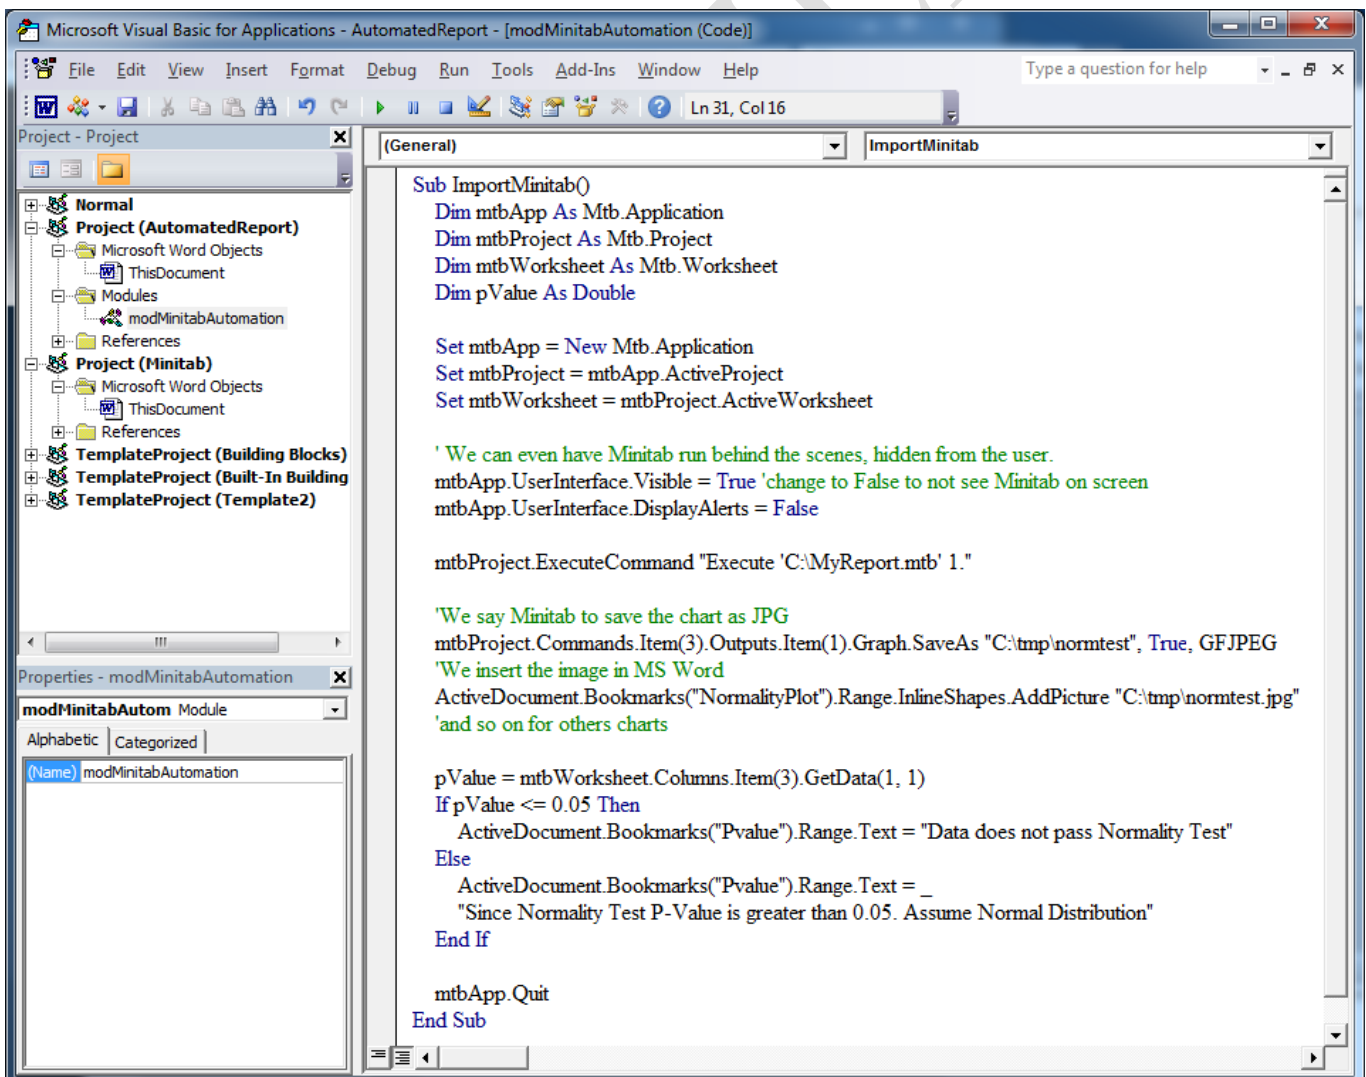 Microsoft Visual Basic for Applications - AutomatedReport - [modMinitabAutomation (Code)]
File Edit View Insert Format Debug Run Tools Add-Ins Window Help Type a question for help
Ln 31, Col 16
Project - Project
(General) ImportMinitab
Normal
Project (AutomatedReport)
Microsoft Word Objects
ThisDocument
Modules
modMinitabAutomation
References
Project (Minitab)
Microsoft Word Objects
ThisDocument
References
TemplateProject (Building Blocks)
TemplateProject (Built-In Building
TemplateProject (Template2)
Properties - modMinitabAutomation
modMinitabAutom Module
Alphabetic Categorized
(Name) modMinitabAutomation
Sub ImportMinitab()
Dim mtbApp As Mtb.Application
Dim mtbProject As Mtb.Project
Dim mtbWorksheet As Mtb.Worksheet
Dim pValue As Double
Set mtbApp = New Mtb.Application
Set mtbProject = mtbApp.ActiveProject
Set mtbWorksheet = mtbProject.ActiveWorksheet
' We can even have Minitab run behind the scenes, hidden from the user.
mtbApp.UserInterface.Visible = True 'change to False to not see Minitab on screen
mtbApp.UserInterface.DisplayAlerts = False
mtbProject.ExecuteCommand "Execute 'C:\MyReport.mtb' 1."
'We say Minitab to save the chart as JPG
mtbProject.Commands.Item(3).Outputs.Item(1).Graph.SaveAs "C:\tmp\normtest", True, GFJPEG
'We insert the image in MS Word
ActiveDocument.Bookmarks("NormalityPlot").Range.InlineShapes.AddPicture "C:\tmp\normtest.jpg"
'and so on for others charts
pValue = mtbWorksheet.Columns.Item(3).GetData(1, 1)
If pValue <= 0.05 Then
ActiveDocument.Bookmarks("Pvalue").Range.Text = "Data does not pass Normality Test"
Else
ActiveDocument.Bookmarks("Pvalue").Range.Text = _
"Since Normality Test P-Value is greater than 0.05. Assume Normal Distribution"
End If
mtbApp.Quit
End Sub